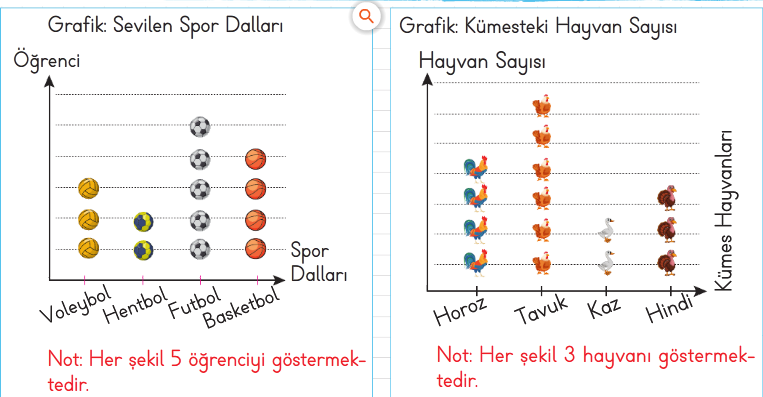 Grafik: Sevilen Spor Dalları
Öğrenci
Spor
Dalları
Voleybol
Hentbol
Futbol
Basketbol
Not: Her şekil 5 öğrenciyi göstermek-
tedir.
Grafik: Kümesteki Hayvan Sayısı
Hayvan Sayısı
Kümes Hayvanları
Horoz
Tavuk
Kaz
Hindi
Not: Her şekil 3 hayvanı göstermek-
tedir.